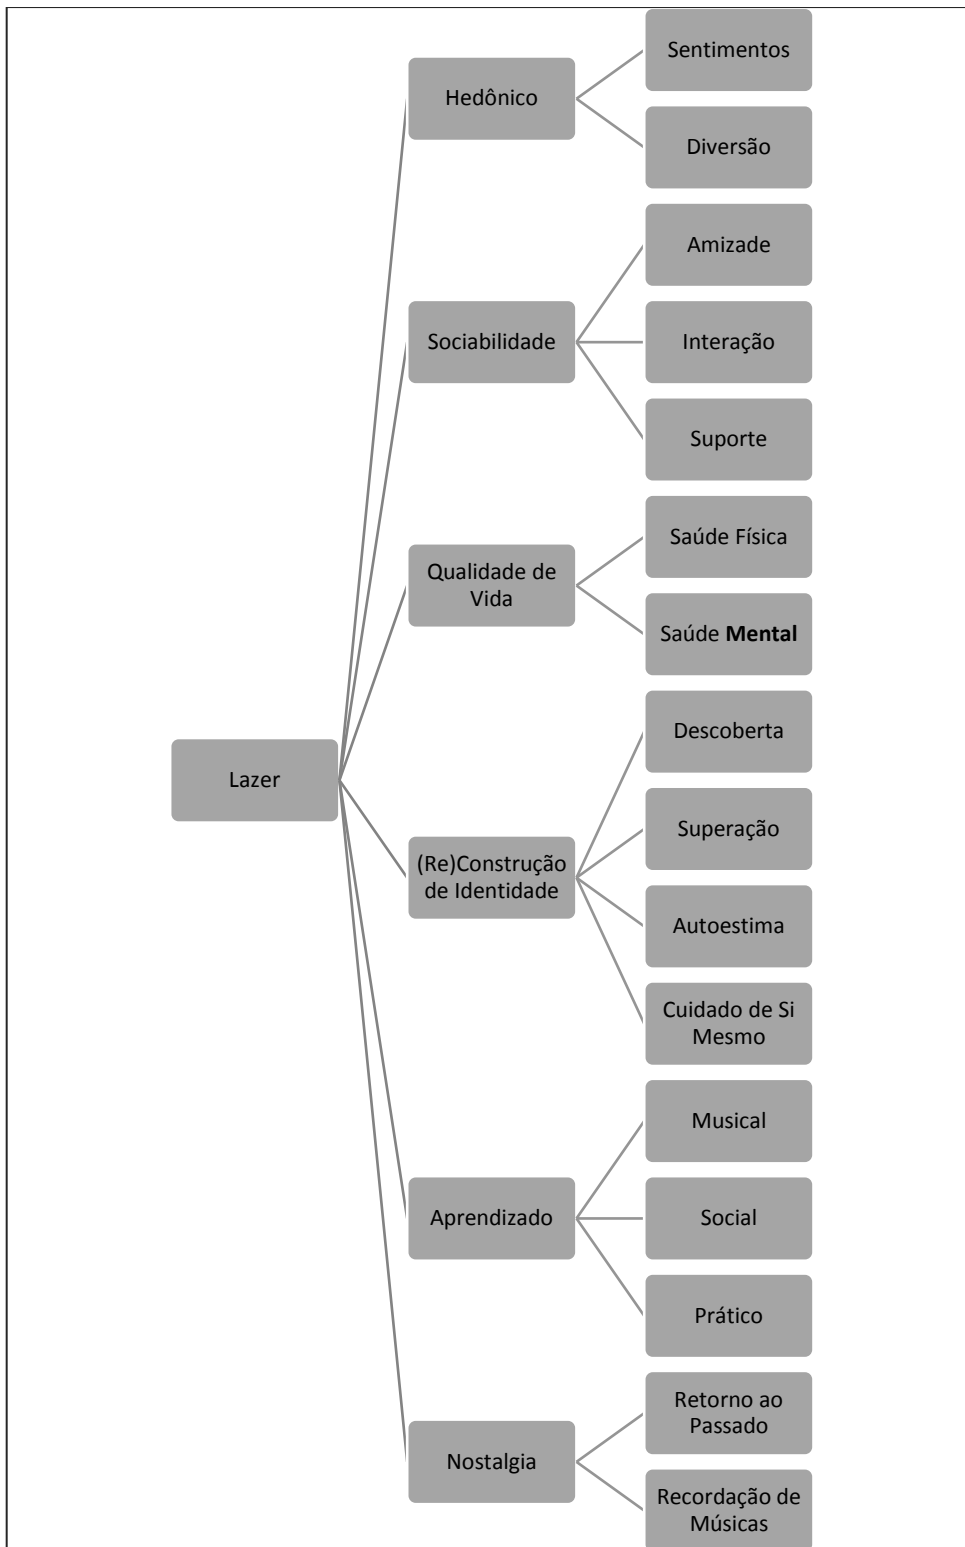 Sentimentos
Hedônico
Diversão
Amizade
Sociabilidade
Interação
Suporte
Saúde Física
Qualidade de
Vida
Saúde Mental
Descoberta
Lazer
Superação
(Re)Construção
de Identidade
Autoestima
Cuidado de Si
Mesmo
Musical
Aprendizado
Social
Prático
Retorno ao
Passado
Nostalgia
Recordação de
Músicas